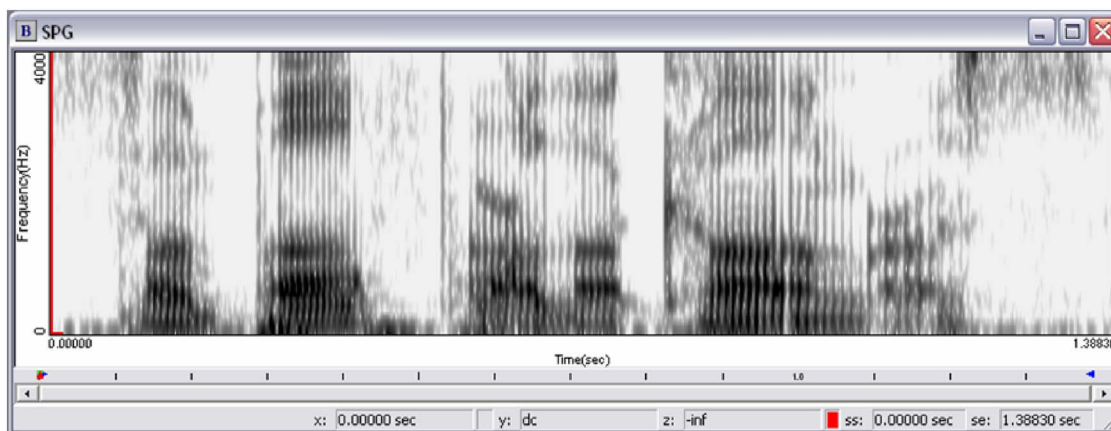 B SPG
4000
Frequency(Hz)
0
0.00000 1.38830
Time(sec)
1.0
x: 0.00000 sec y: dc z: -inf ss: 0.00000 sec se: 1.38830 sec